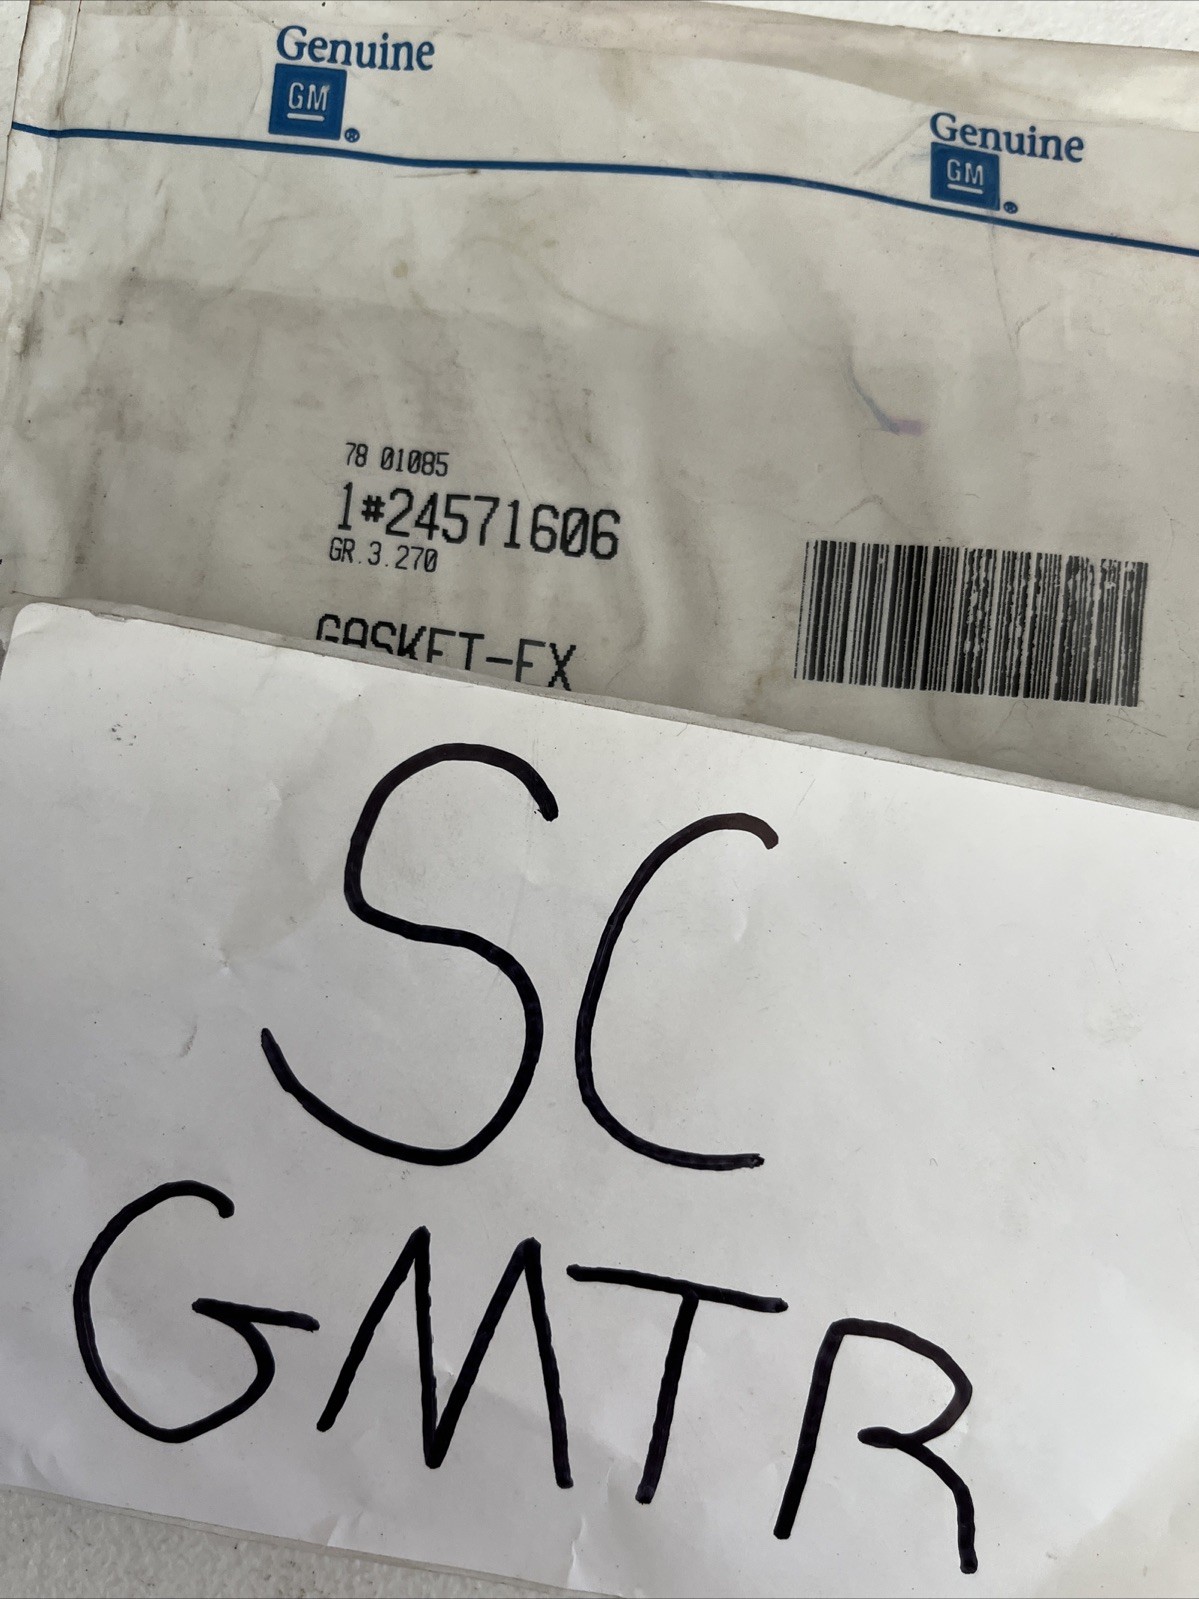 Genuine
GM®
Genuine
GM®
78 01085
1#24571606
GR.3.270
GASKET-EX
SC
GMTR